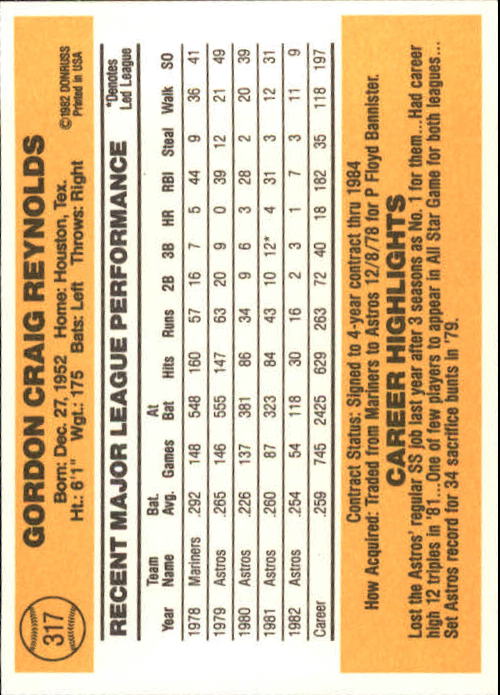 317
GORDON CRAIG REYNOLDS
Born: Dec. 27, 1952 Home: Houston, Tex.
Ht.: 6'1" Wgt.: 175 Bats: Left Throws: Right
©1982 DONRUSS
Printed in USA
RECENT MAJOR LEAGUE PERFORMANCE
*Denotes
Led League
Year Team Name Bat. Avg. Games At Bat Hits Runs 2B 3B HR RBI Steal Walk SO
1978 Mariners .292 148 548 160 57 16 7 5 44 9 36 41
1979 Astros .265 146 555 147 63 20 9 0 39 12 21 49
1980 Astros .226 137 381 86 34 9 6 3 28 2 20 39
1981 Astros .260 87 323 84 43 10 12* 4 31 3 12 31
1982 Astros .254 54 118 30 16 2 3 1 7 3 11 9
Career .259 745 2425 629 263 72 40 18 182 35 118 197
Contract Status: Signed to 4-year contract thru 1984
How Acquired: Traded from Mariners to Astros 12/8/78 for P Floyd Bannister.
CAREER HIGHLIGHTS
Lost the Astros' regular SS job last year after 3 seasons as No. 1 for them...Had career
high 12 triples in '81...One of few players to appear in All Star Game for both leagues...
Set Astros record for 34 sacrifice bunts in '79.